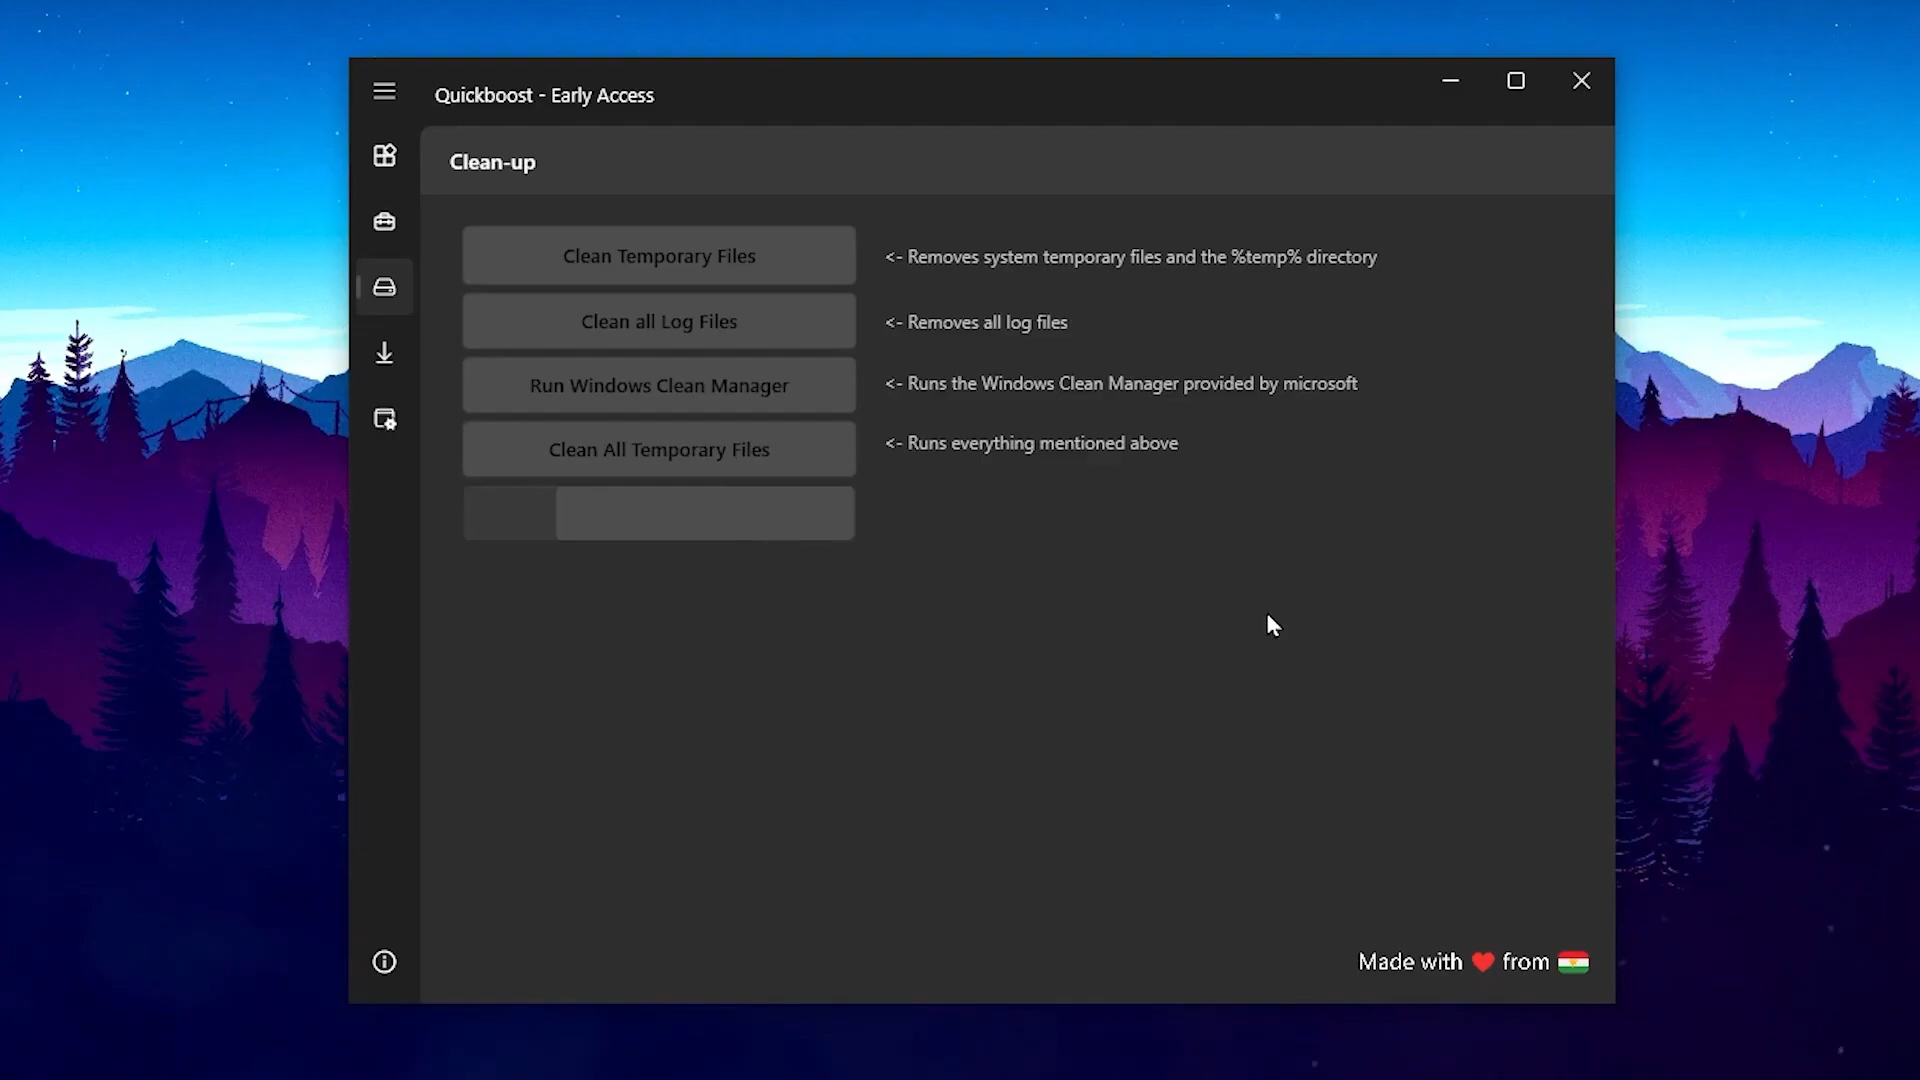 Quickboost - Early Access
Clean-up
Clean Temporary Files
<- Removes system temporary files and the %temp% directory
Clean all Log Files
<- Removes all log files
Run Windows Clean Manager
<- Runs the Windows Clean Manager provided by microsoft
Clean All Temporary Files
<- Runs everything mentioned above
Made with ❤ from